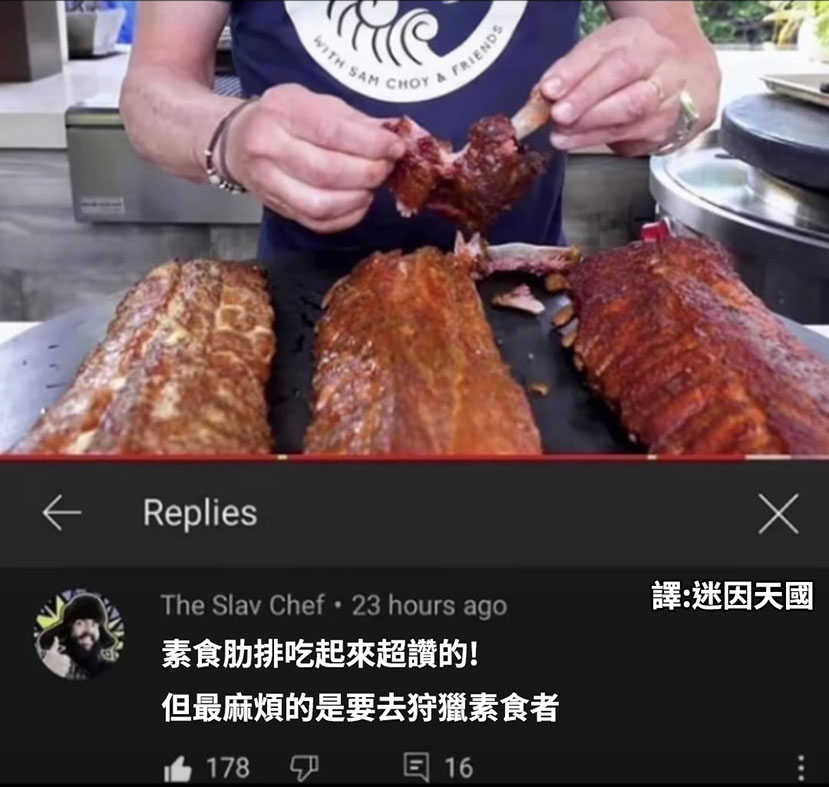 WITH SAM CHOY & FRIENDS
Replies
譯:迷因天國
The Slav Chef • 23 hours ago
素食肋排吃起來超讚的!
但最麻煩的是要去狩獵素食者
178
16